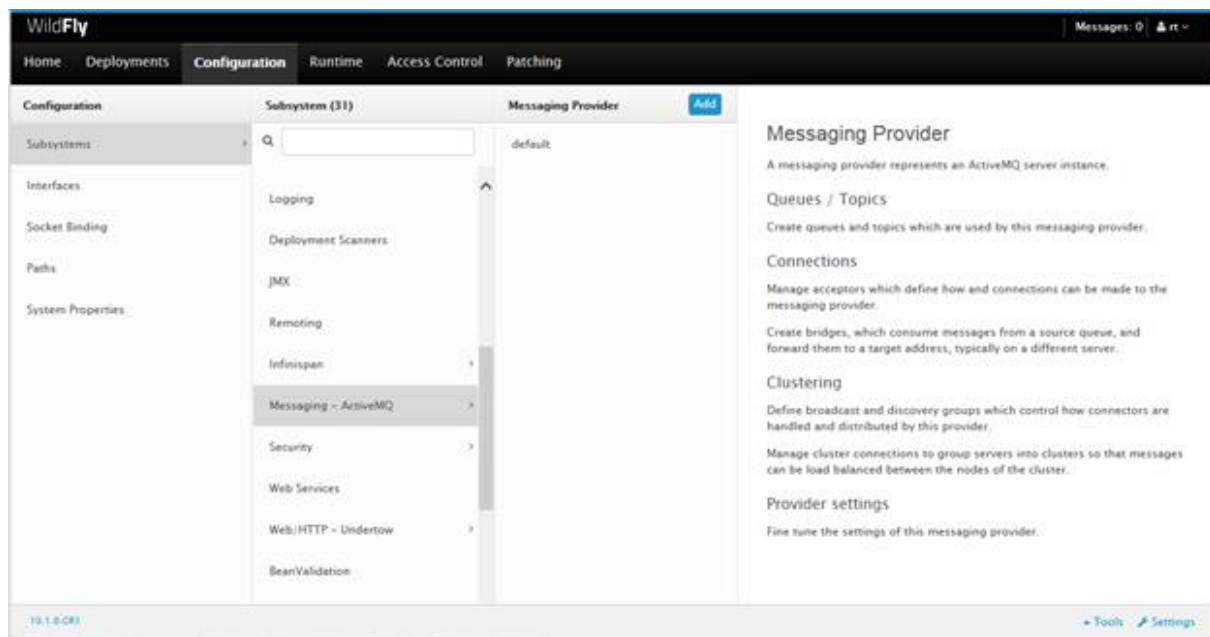 WildFly
Messages: 0 rt
Home Deployments Configuration Runtime Access Control Patching
Configuration
Subsystems
Interfaces
Socket Binding
Paths
System Properties
Subsystem (31)
Logging
Deployment Scanners
JMX
Remoting
Infinispan
Messaging - ActiveMQ
Security
Web Services
Web/HTTP - Undertow
BeanValidation
Messaging Provider Add
default
Messaging Provider
A messaging provider represents an ActiveMQ server instance.
Queues / Topics
Create queues and topics which are used by this messaging provider.
Connections
Manage acceptors which define how and connections can be made to the
messaging provider.
Create bridges, which consume messages from a source queue, and
forward them to a target address, typically on a different server.
Clustering
Define broadcast and discovery groups which control how connectors are
handled and distributed by this provider.
Manage cluster connections to group servers into clusters so that messages
can be load balanced between the nodes of the cluster.
Provider settings
Fine tune the settings of this messaging provider.
10.1.0.CR1
Tools Settings